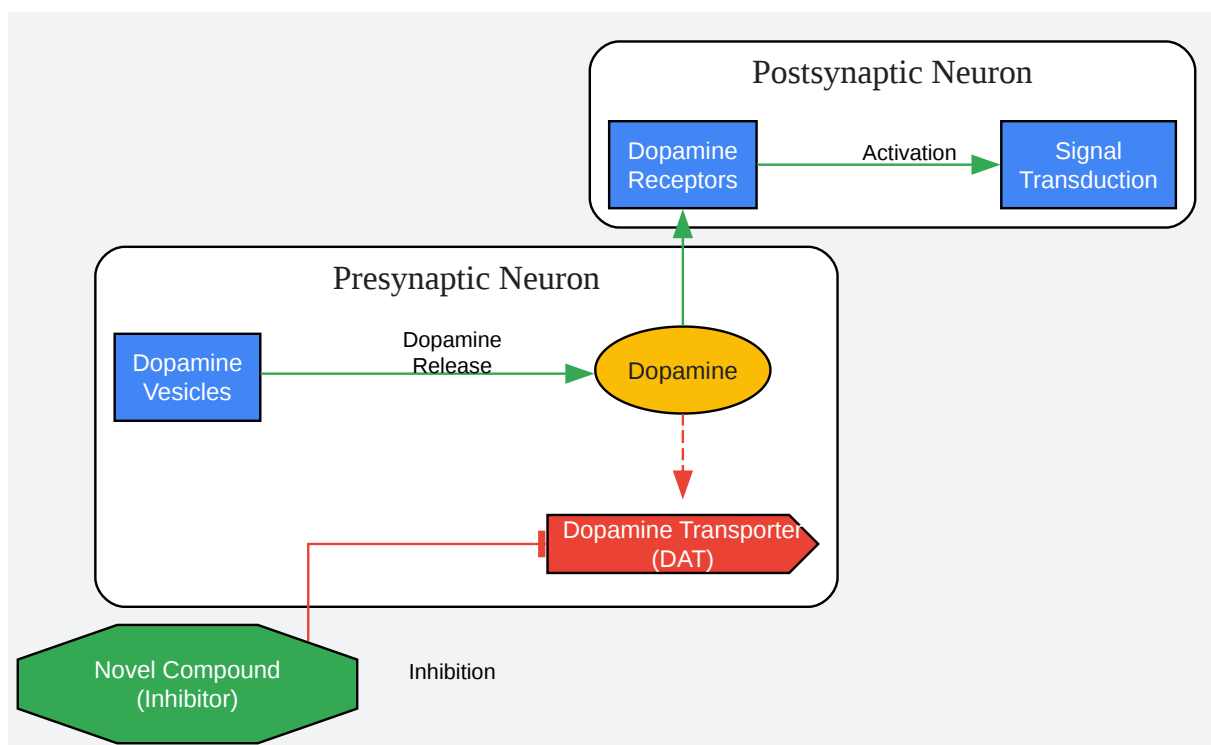 Postsynaptic Neuron
Dopamine
Receptors
Activation
Signal
Transduction
Presynaptic Neuron
Dopamine
Vesicles
Dopamine
Release
Dopamine
Dopamine Transporter
(DAT)
Novel Compound
(Inhibitor)
Inhibition